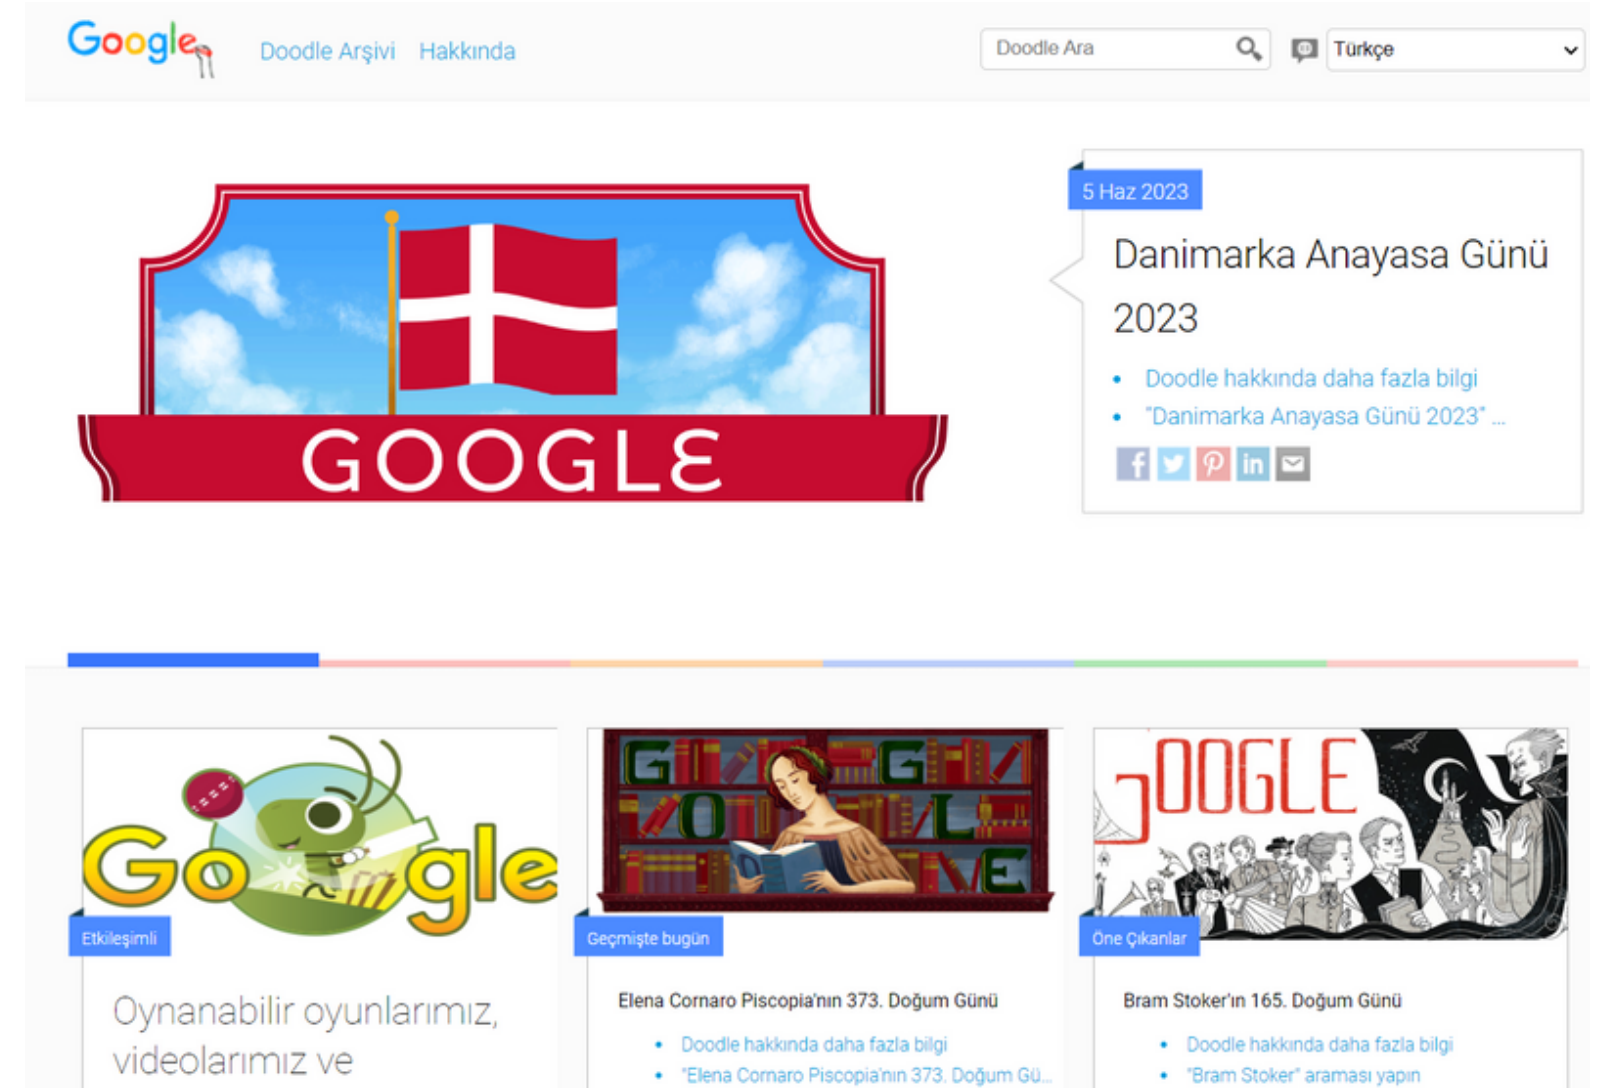 Google
Doodle Arşivi Hakkında
Doodle Ara
Türkçe
5 Haz 2023
Danimarka Anayasa Günü
2023
Doodle hakkında daha fazla bilgi
"Danimarka Anayasa Günü 2023" ...
GOOGLE
Google
Etkileşimli
Oynanabilir oyunlarımız,
videolarımız ve
Geçmişte bugün
Elena Cornaro Piscopia'nın 373. Doğum Günü
Doodle hakkında daha fazla bilgi
"Elena Cornaro Piscopia'nın 373. Doğum Gü...
GOOGLE
Öne Çıkanlar
Bram Stoker'ın 165. Doğum Günü
Doodle hakkında daha fazla bilgi
"Bram Stoker" araması yapın